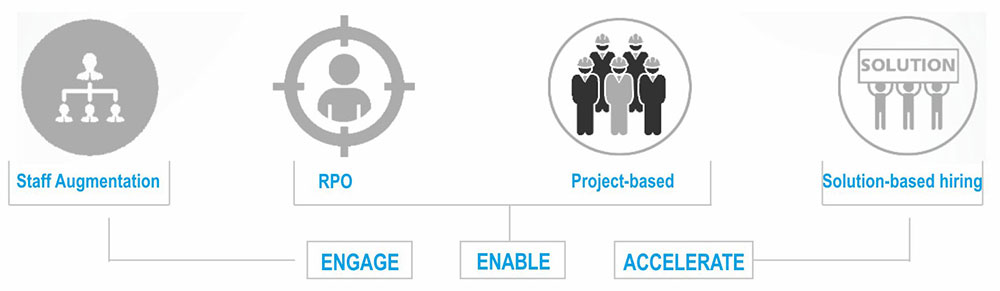 SOLUTION
Staff Augmentation
RPO
Project-based
Solution-based hiring
ENGAGE
ENABLE
ACCELERATE